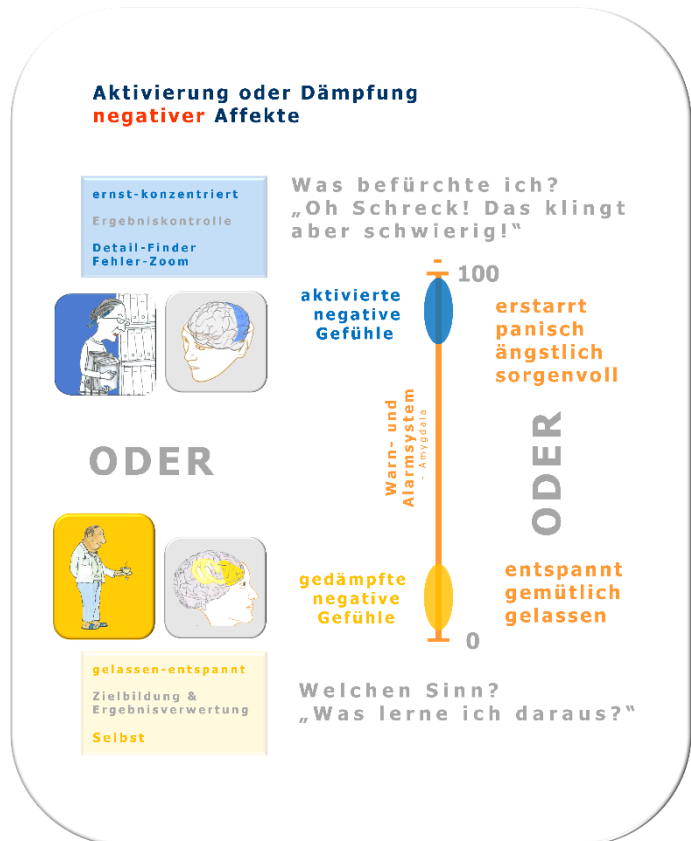 Aktivierung oder Dämpfung
negativer Affekte
ernst-konzentriert
Ergebniskontrolle
Detail-Finder
Fehler-Zoom
Was befürchte ich?
„Oh Schreck! Das klingt
aber schwierig!“
-
100
aktivierte
negative
Gefühle
erstarrt
panisch
ängstlich
sorgenvoll
Warn- und
Alarmsystem
- Amygdala
ODER
ODER
gedämpfte
negative
Gefühle
entspannt
gemütlich
gelassen
0
gelassen-entspannt
Zielbildung &
Ergebnisverwertung
Selbst
Welchen Sinn?
„Was lerne ich daraus?“